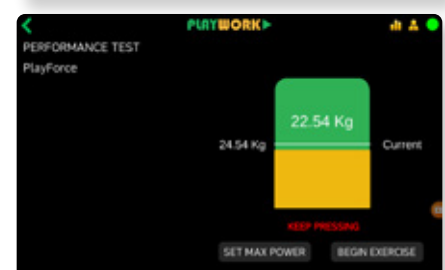 PLAYWORK
PERFORMANCE TEST
PlayForce
22.54 Kg
24.54 Kg
Current
KEEP PRESSING
SET MAX POWER
BEGIN EXERCISE